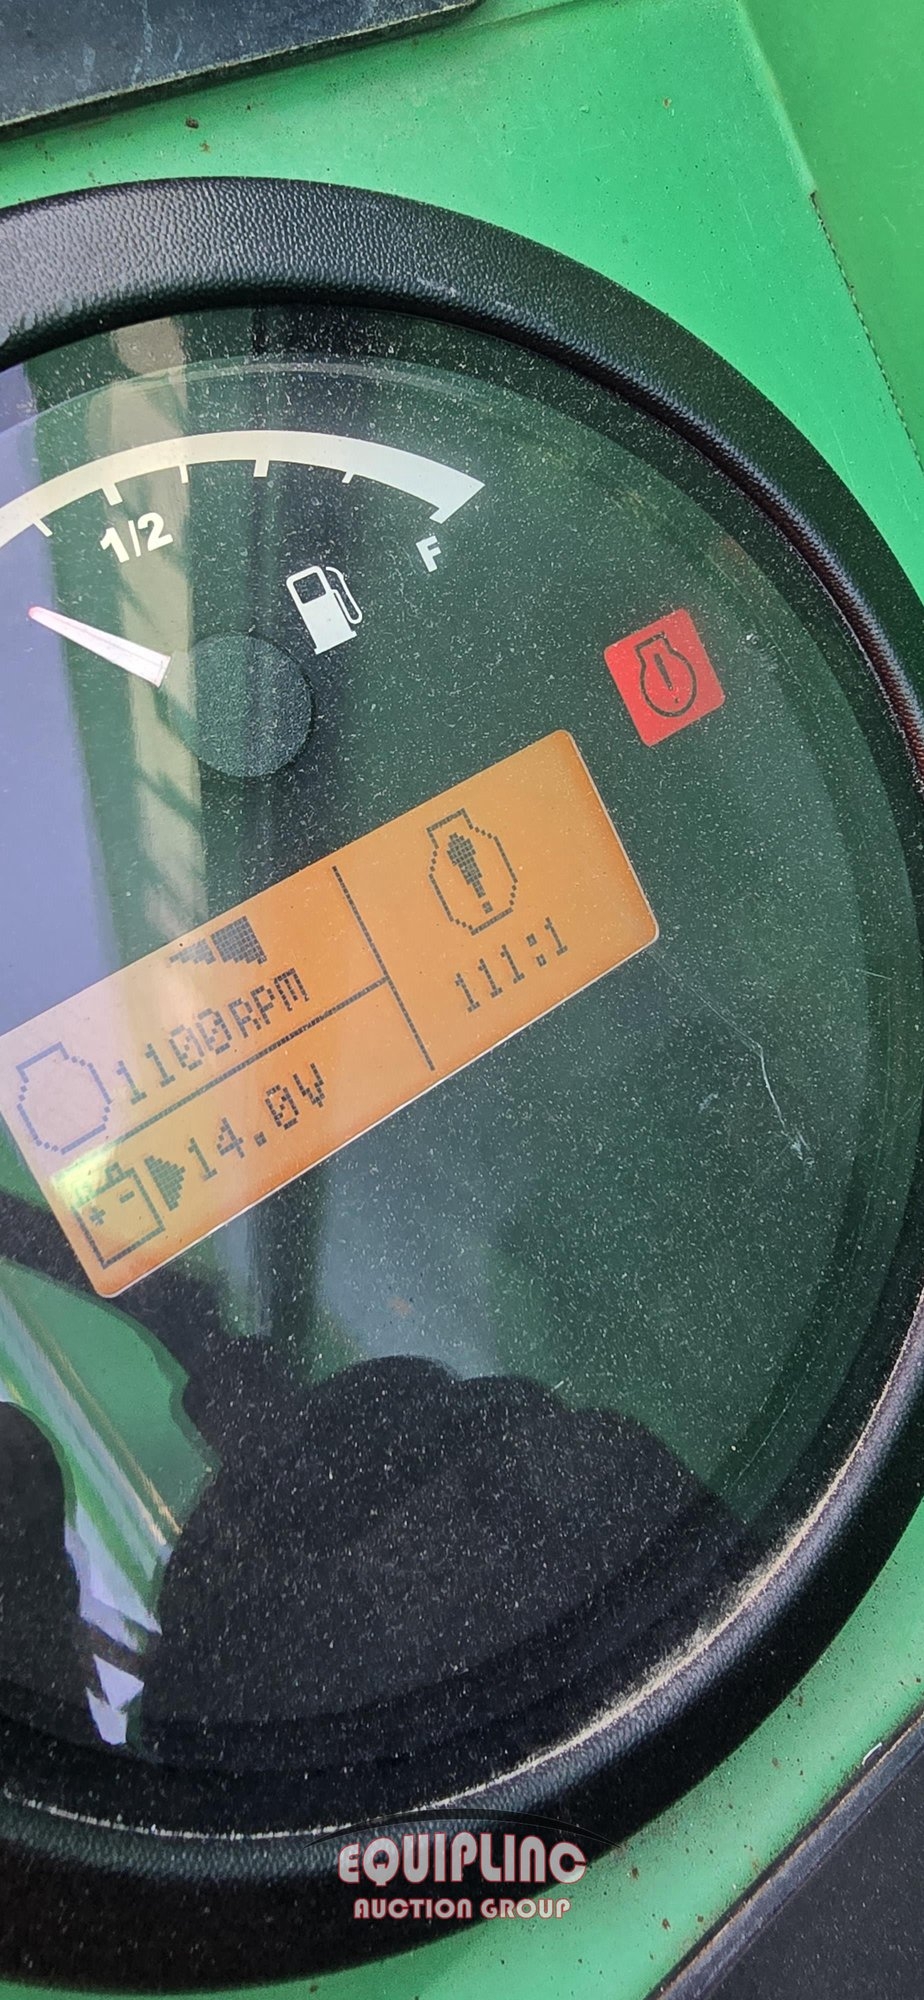 1/2
F
1100RPM
111:1
14.0V
EQUIPLINC
AUCTION GROUP